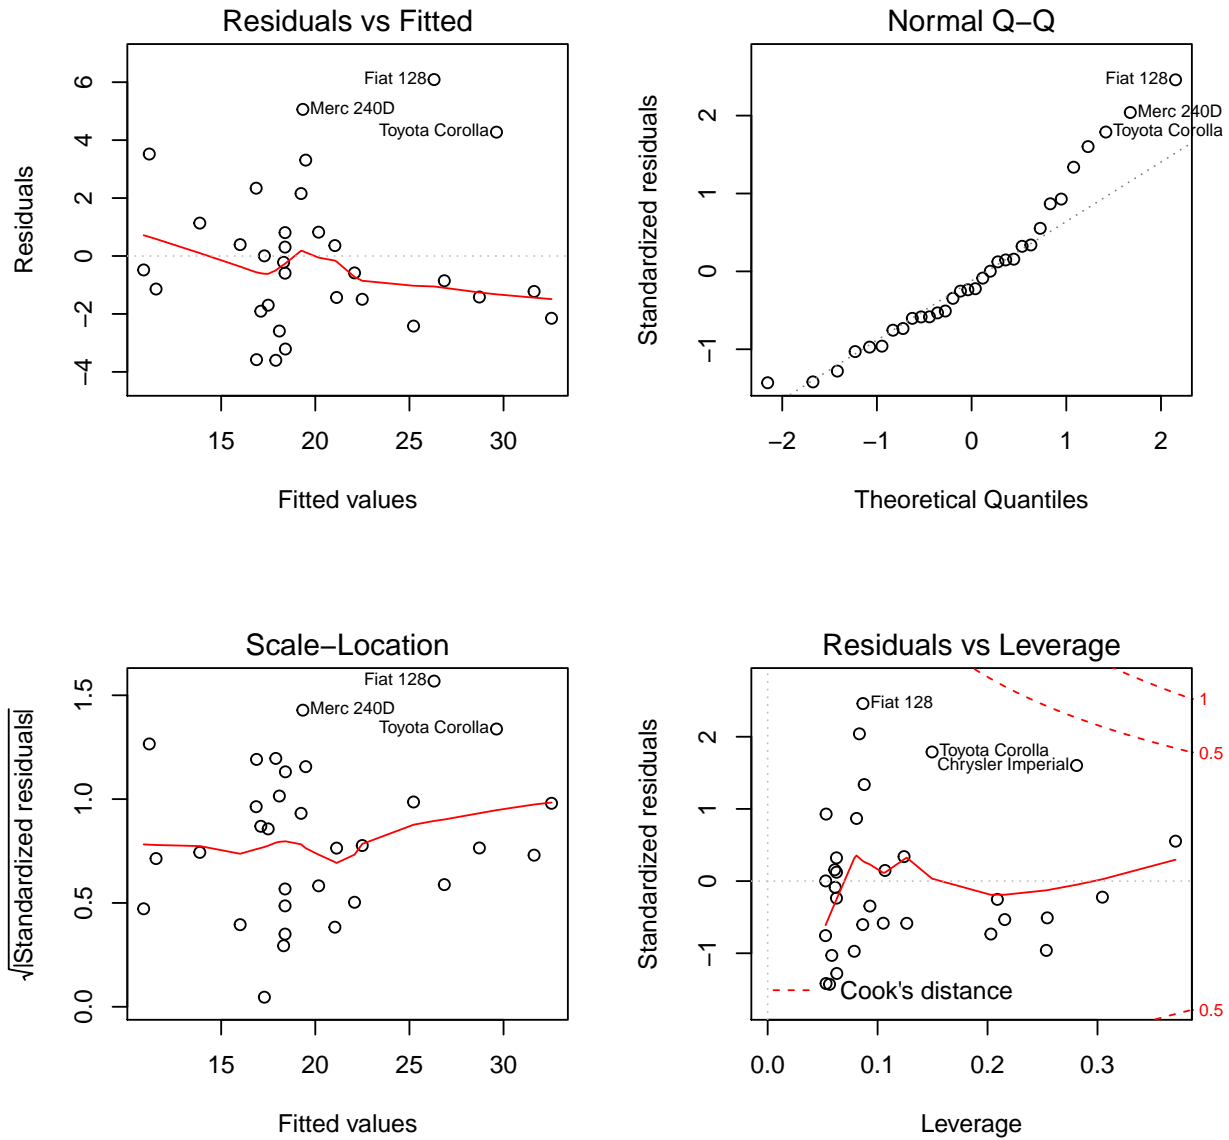 Residuals vs Fitted
Residuals
6
4
2
0
−2
−4
Fiat 128
Merc 240D
Toyota Corolla
15 20 25 30
Fitted values
Normal Q−Q
Standardized residuals
2
1
0
−1
Fiat 128
Merc 240D
Toyota Corolla
−2 −1 0 1 2
Theoretical Quantiles
Scale−Location
√|Standardized residuals|
1.5
1.0
0.5
0.0
Fiat 128
Merc 240D
Toyota Corolla
15 20 25 30
Fitted values
Residuals vs Leverage
Standardized residuals
2
1
0
−1
Fiat 128
Toyota Corolla
Chrysler Imperial
1
0.5
0.5
Cook's distance
0.0 0.1 0.2 0.3
Leverage